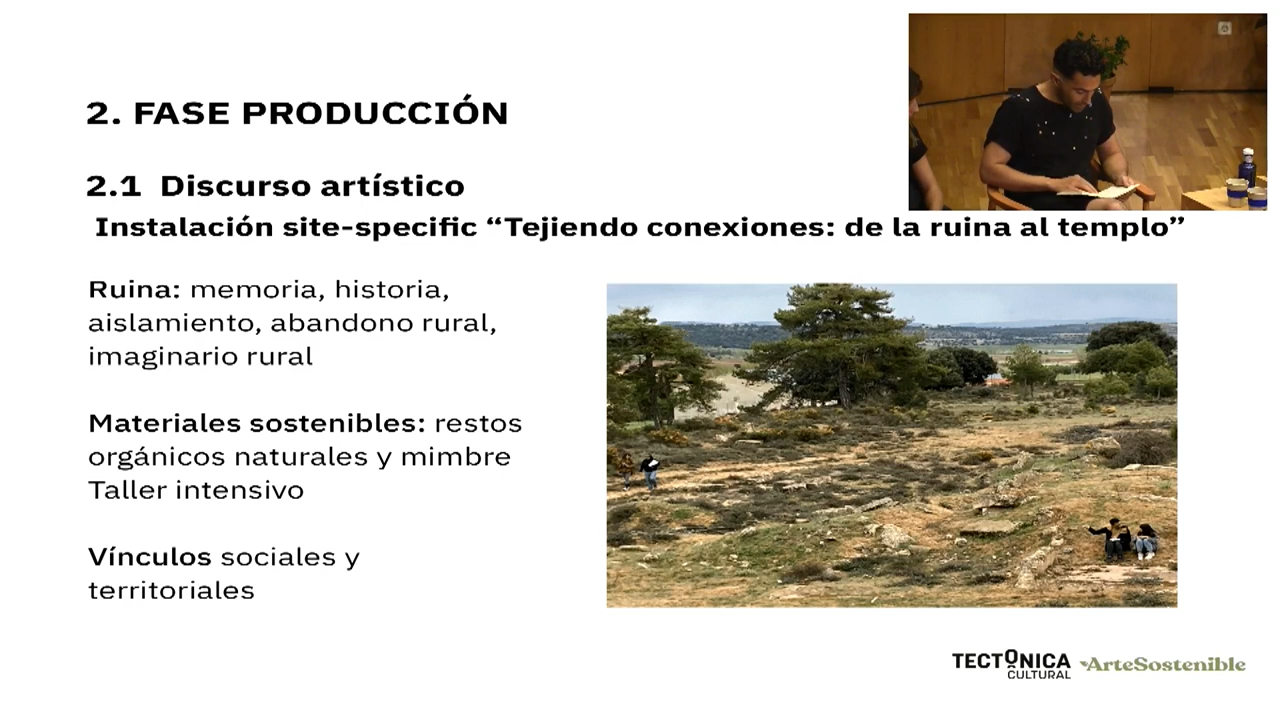 2. FASE PRODUCCIÓN
2.1 Discurso artístico
Instalación site-specific “Tejiendo conexiones: de la ruina al templo”
Ruina: memoria, historia,
aislamiento, abandono rural,
imaginario rural
Materiales sostenibles: restos
orgánicos naturales y mimbre
Taller intensivo
Vínculos sociales y
territoriales
TECTÓNICA
CULTURAL
ArteSostenible